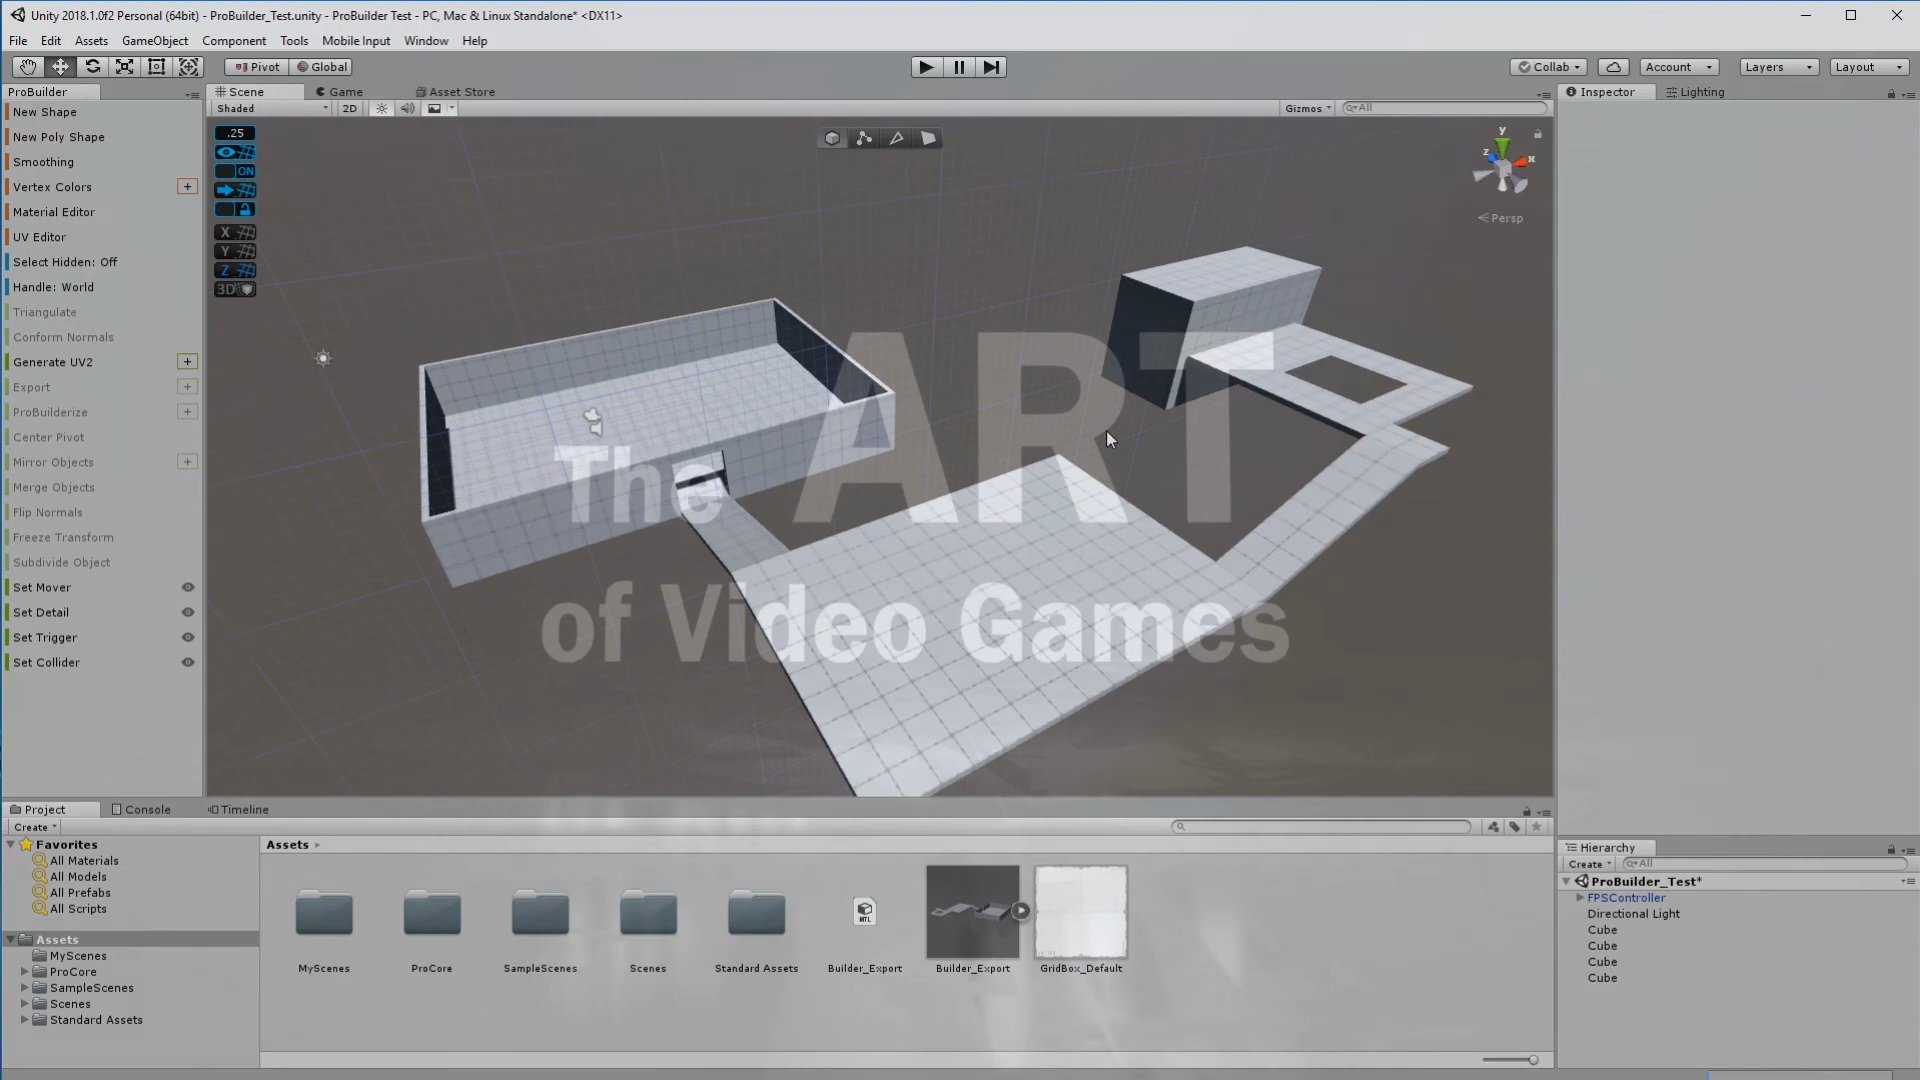 Unity 2018.1.0f2 Personal (64bit) - ProBuilder_Test.unity - ProBuilder Test - PC, Mac & Linux Standalone* <DX11>
File Edit Assets GameObject Component Tools Mobile Input Window Help
Pivot Global Collab Account Layers Layout
ProBuilder
Scene Game Asset Store
Inspector Lighting
Shaded 2D Gizmos All
New Shape
New Poly Shape
Smoothing
Vertex Colors +
Material Editor
UV Editor
Select Hidden: Off
Handle: World
Triangulate
Conform Normals
Generate UV2 +
Export +
ProBuilderize +
Center Pivot
Mirror Objects +
Merge Objects
Flip Normals
Freeze Transform
Subdivide Object
Set Mover
Set Detail
Set Trigger
Set Collider
.25
ON
X
Y
Z
3D
y
z x
Persp
The ART
of Video Games
Project Console Timeline
Create
Favorites
All Materials
All Models
All Prefabs
All Scripts
Assets
MyScenes
ProCore
SampleScenes
Scenes
Standard Assets
Assets
MTL
MyScenes ProCore SampleScenes Scenes Standard Assets Builder_Export Builder_Export GridBox_Default
Hierarchy
Create All
ProBuilder_Test*
FPSController
Directional Light
Cube
Cube
Cube
Cube